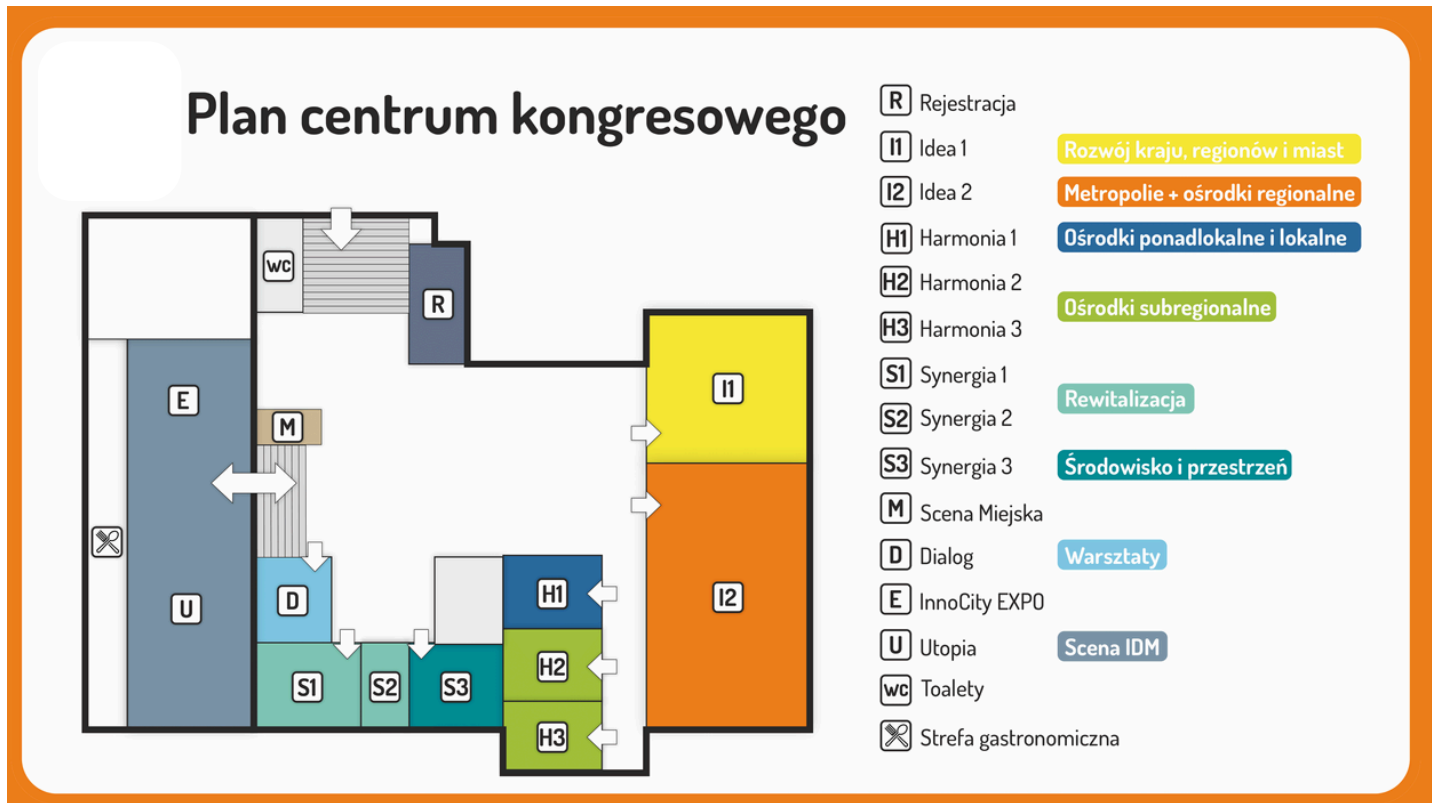 Plan centrum kongresowego
R Rejestracja
I1 Idea 1 Rozwój kraju, regionów i miast
I2 Idea 2 Metropolie + ośrodki regionalne
H1 Harmonia 1 Ośrodki ponadlokalne i lokalne
H2 Harmonia 2
Ośrodki subregionalne
H3 Harmonia 3
S1 Synergia 1
Rewitalizacja
S2 Synergia 2
S3 Synergia 3 Środowisko i przestrzeń
M Scena Miejska
D Dialog Warsztaty
E InnoCity EXPO
U Utopia Scena IDM
WC Toalety
Strefa gastronomiczna
WC
R
E
M
I1
U
D
H1
I2
H2
S1
S2
S3
H3